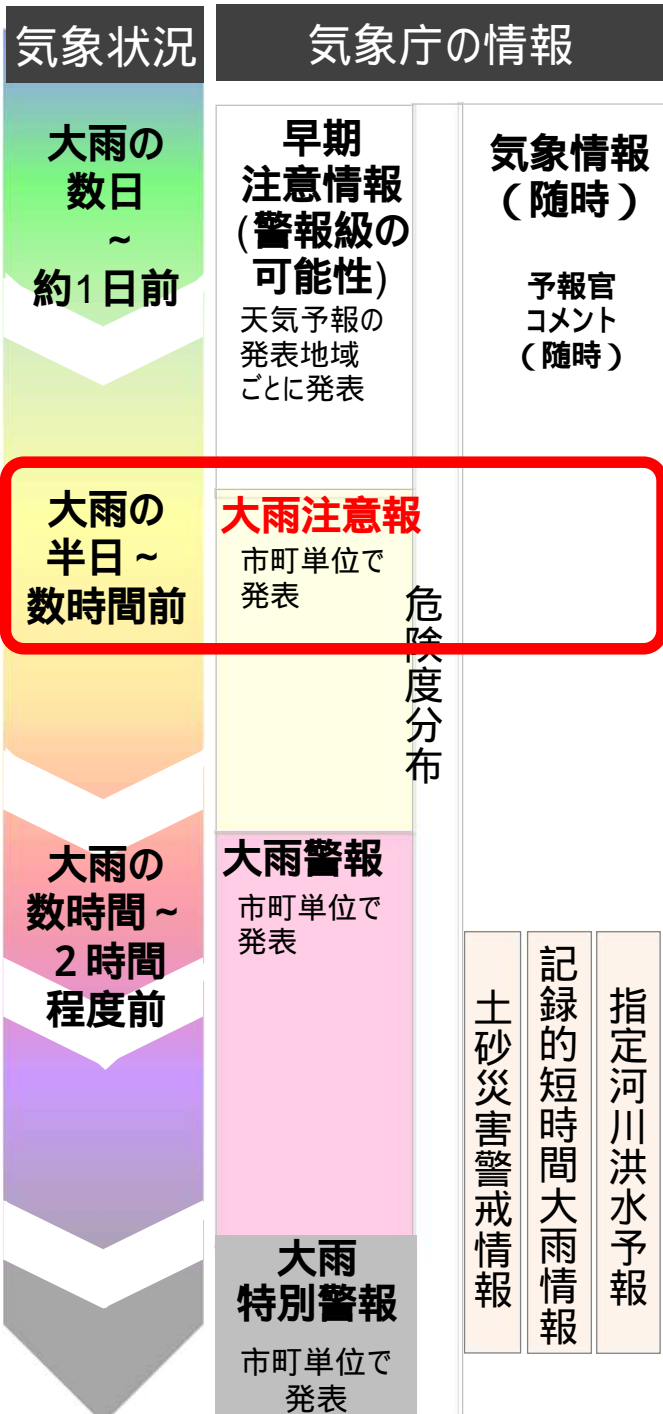 気象状況
気象庁の情報
大雨の
数日
~
約1日前
早期
注意情報
(警報級の
可能性)
天気予報の
発表地域
ごとに発表
気象情報
（随時）
予報官
コメント
（随時）
大雨の
半日～
数時間前
大雨注意報
市町単位で
発表
危険度分布
大雨の
数時間～
２時間
程度前
大雨警報
市町単位で
発表
土砂災害警戒情報
記録的短時間大雨情報
指定河川洪水予報
大雨
特別警報
市町単位で
発表